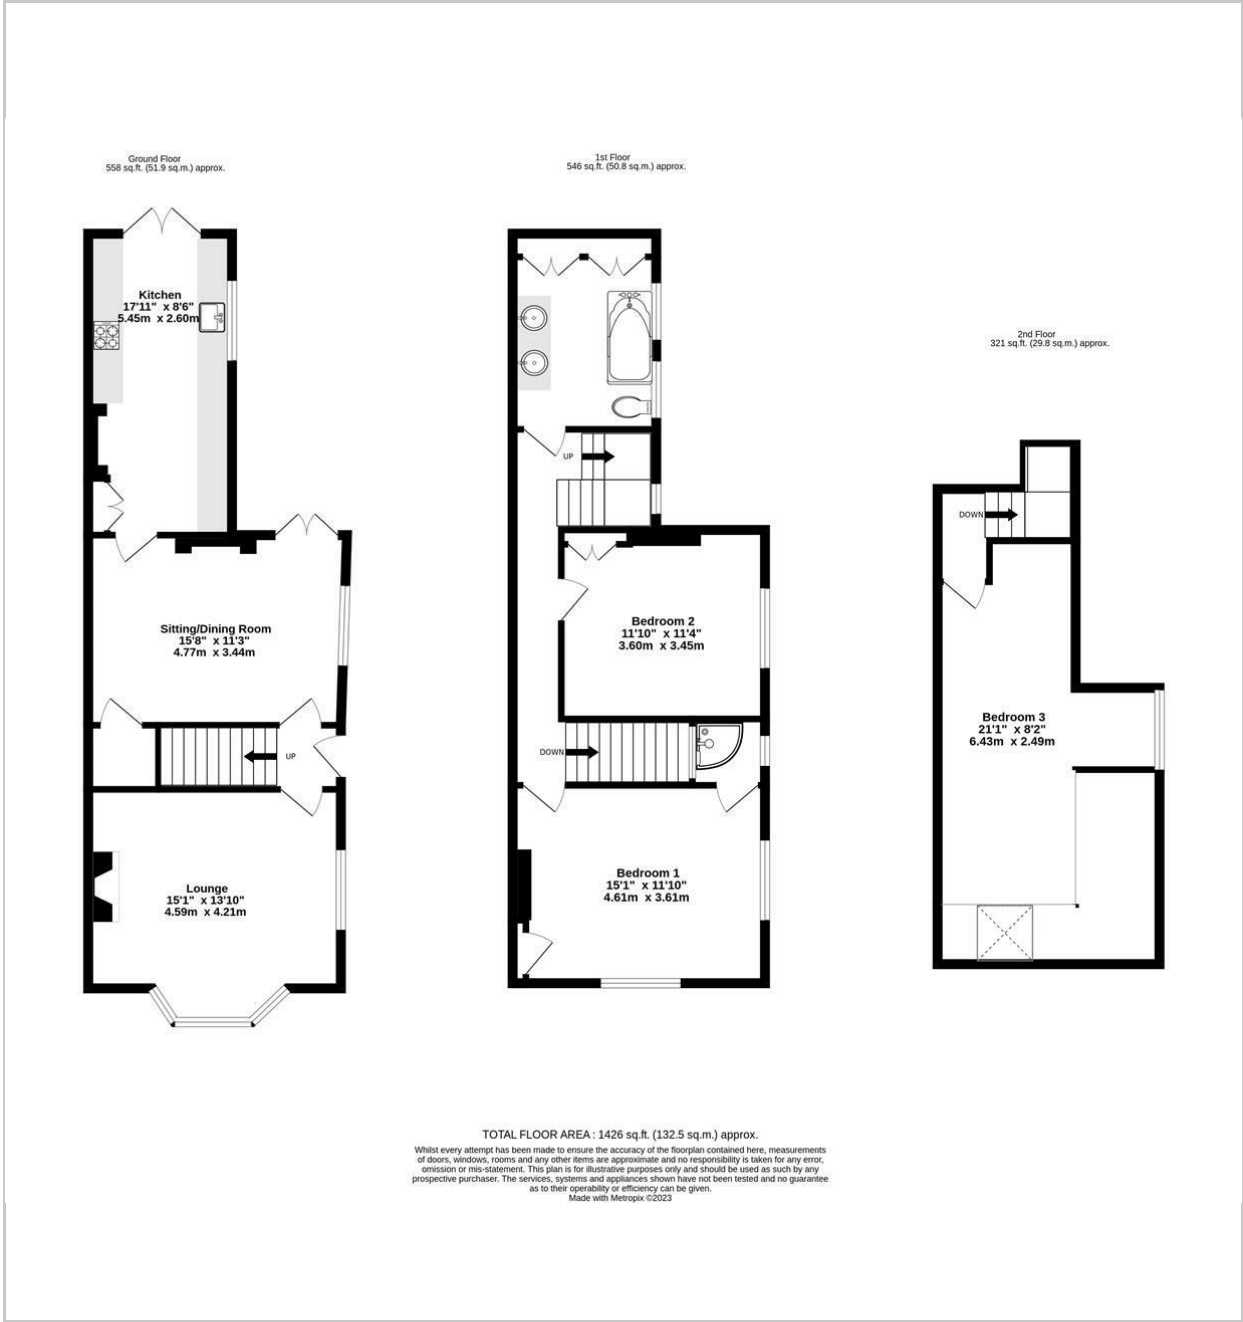 Ground Floor
558 sq.ft. (51.9 sq.m.) approx.
Kitchen
17'11" x 8'6"
5.45m x 2.60m
Sitting/Dining Room
15'8" x 11'3"
4.77m x 3.44m
UP
Lounge
15'1" x 13'10"
4.59m x 4.21m
1st Floor
546 sq.ft. (50.8 sq.m.) approx.
UP
Bedroom 2
11'10" x 11'4"
3.60m x 3.45m
DOWN
Bedroom 1
15'1" x 11'10"
4.61m x 3.61m
2nd Floor
321 sq.ft. (29.8 sq.m.) approx.
DOWN
Bedroom 3
21'1" x 8'2"
6.43m x 2.49m
TOTAL FLOOR AREA : 1426 sq.ft. (132.5 sq.m.) approx.
Whilst every attempt has been made to ensure the accuracy of the floorplan contained here, measurements
of doors, windows, rooms and any other items are approximate and no responsibility is taken for any error,
omission or mis-statement. This plan is for illustrative purposes only and should be used as such by any
prospective purchaser. The services, systems and appliances shown have not been tested and no guarantee
as to their operability or efficiency can be given.
Made with Metropix ©2023